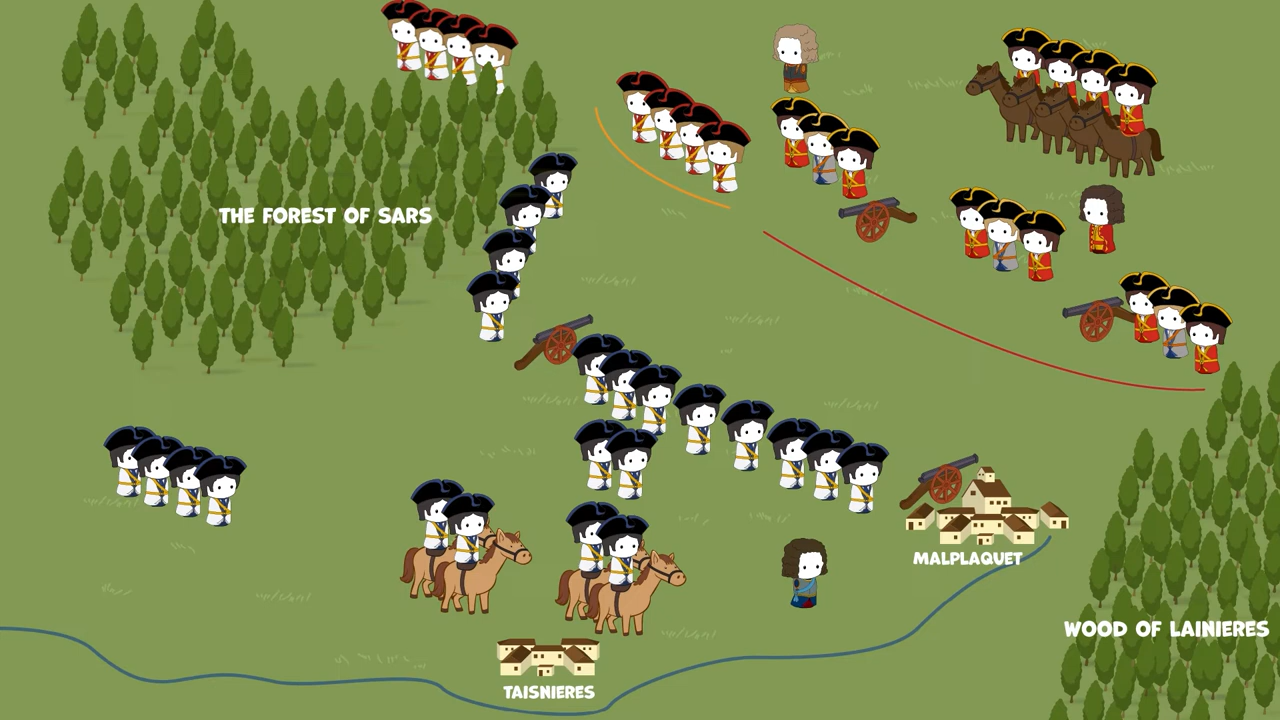 THE FOREST OF SARS
MALPLAQUET
WOOD OF LAINIERES
TAISNIERES